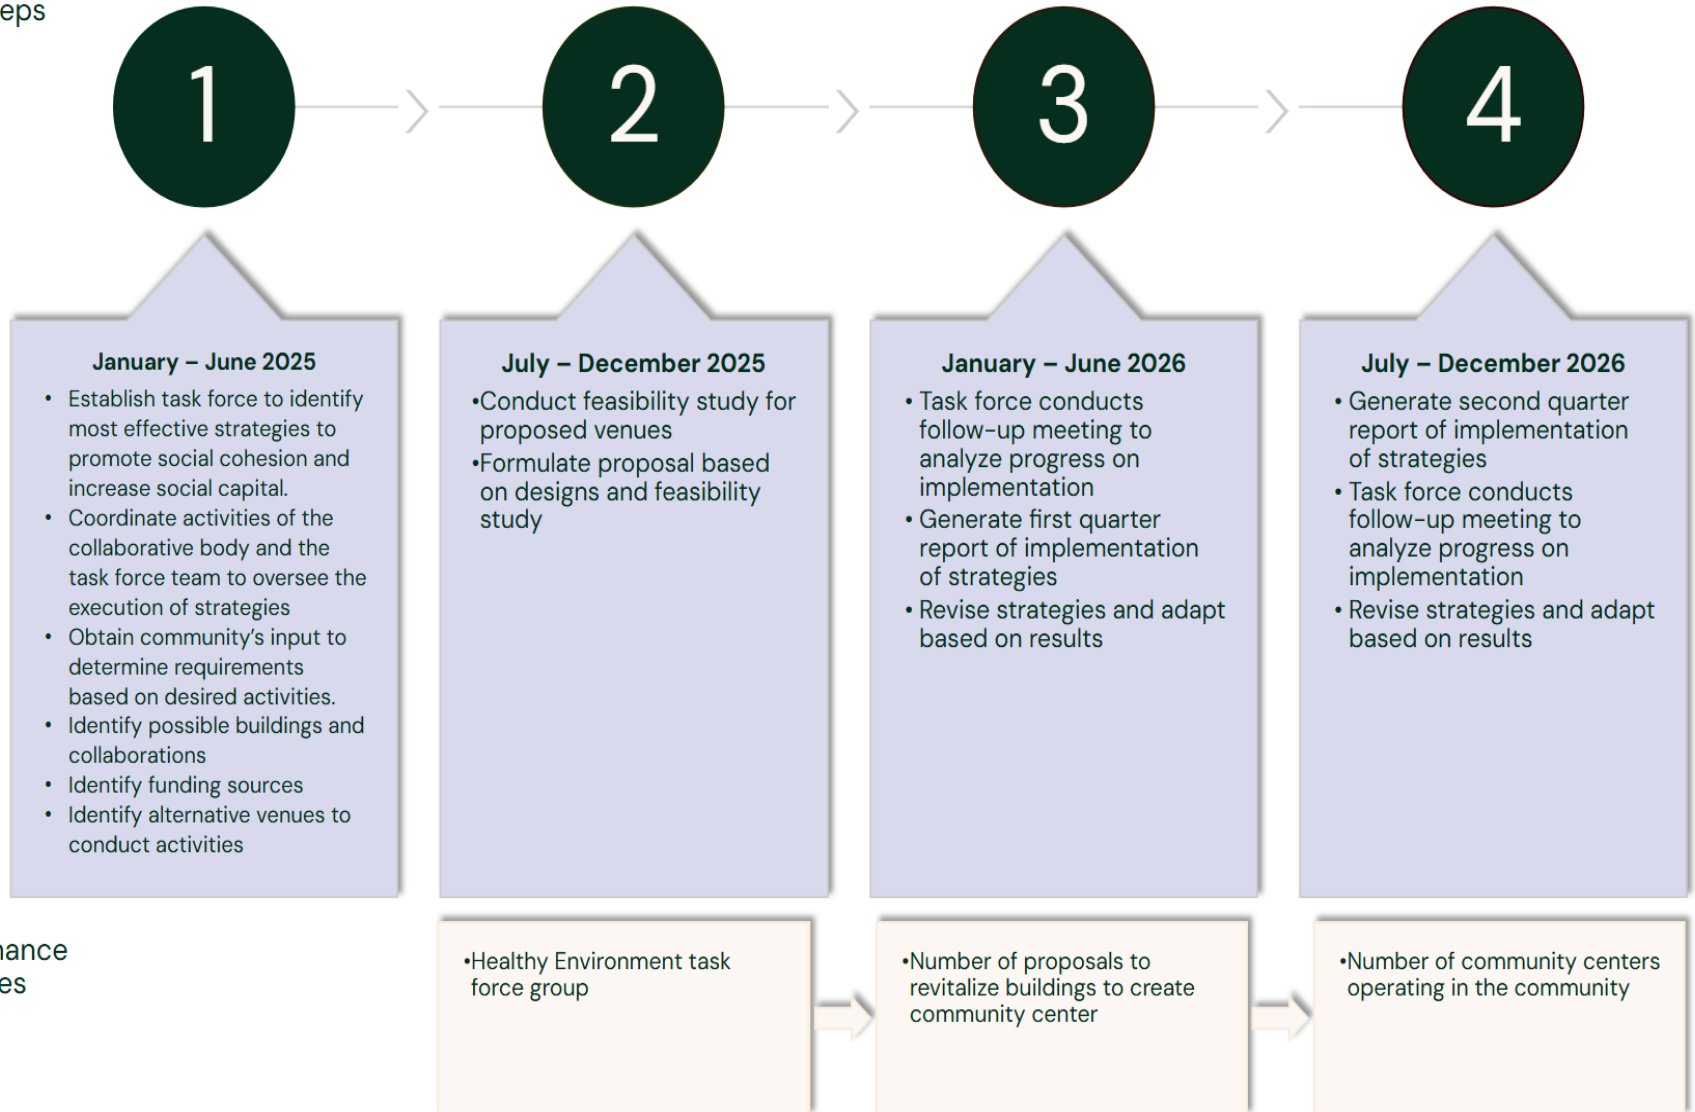 eps
1
2
3
4
January – June 2025
• Establish task force to identify
most effective strategies to
promote social cohesion and
increase social capital.
• Coordinate activities of the
collaborative body and the
task force team to oversee the
execution of strategies
• Obtain community's input to
determine requirements
based on desired activities.
• Identify possible buildings and
collaborations
• Identify funding sources
• Identify alternative venues to
conduct activities
July – December 2025
•Conduct feasibility study for
proposed venues
•Formulate proposal based
on designs and feasibility
study
January – June 2026
• Task force conducts
follow-up meeting to
analyze progress on
implementation
• Generate first quarter
report of implementation
of strategies
• Revise strategies and adapt
based on results
July – December 2026
• Generate second quarter
report of implementation
of strategies
• Task force conducts
follow-up meeting to
analyze progress on
implementation
• Revise strategies and adapt
based on results
nance
es
•Healthy Environment task
force group
•Number of proposals to
revitalize buildings to create
community center
•Number of community centers
operating in the community